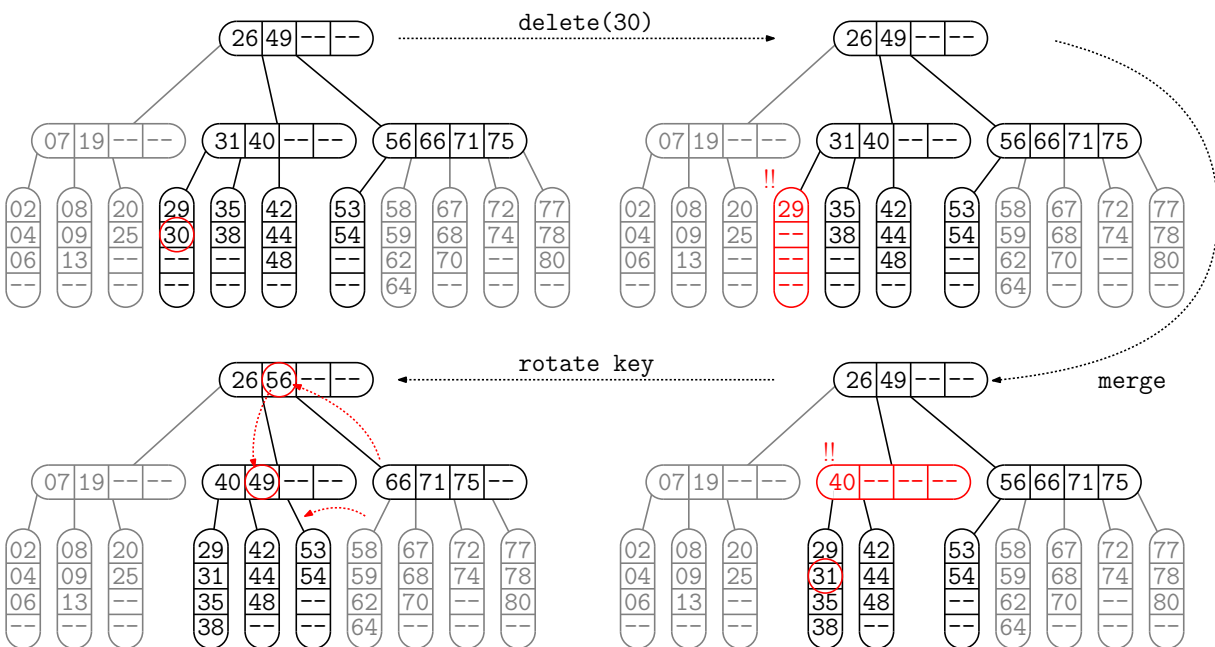 delete(30)
26 49 -- -- 26 49 -- --
07 19 -- -- 31 40 -- -- 56 66 71 75 07 19 -- -- 31 40 -- -- 56 66 71 75
!!
02 08 20 29 35 42 53 58 67 72 77 02 08 20 29 35 42 53 58 67 72 77
04 09 25 30 38 44 54 59 68 74 78 04 09 25 -- 38 44 54 59 68 74 78
06 13 -- -- -- 48 -- 62 70 -- 80 06 13 -- -- -- 48 -- 62 70 -- 80
-- -- -- -- -- -- -- 64 -- -- -- -- -- -- -- -- -- -- 64 -- -- --
rotate key
26 56 -- -- 26 49 -- -- merge
!!
07 19 -- -- 40 49 -- -- 66 71 75 -- 07 19 -- -- 40 -- -- -- 56 66 71 75
02 08 20 29 42 53 58 67 72 77 02 08 20 29 42 53 58 67 72 77
04 09 25 31 44 54 59 68 74 78 04 09 25 31 44 54 59 68 74 78
06 13 -- 35 48 -- 62 70 -- 80 06 13 -- 35 48 -- 62 70 -- 80
-- -- -- 38 -- -- 64 -- -- -- -- -- -- 38 -- -- 64 -- -- --